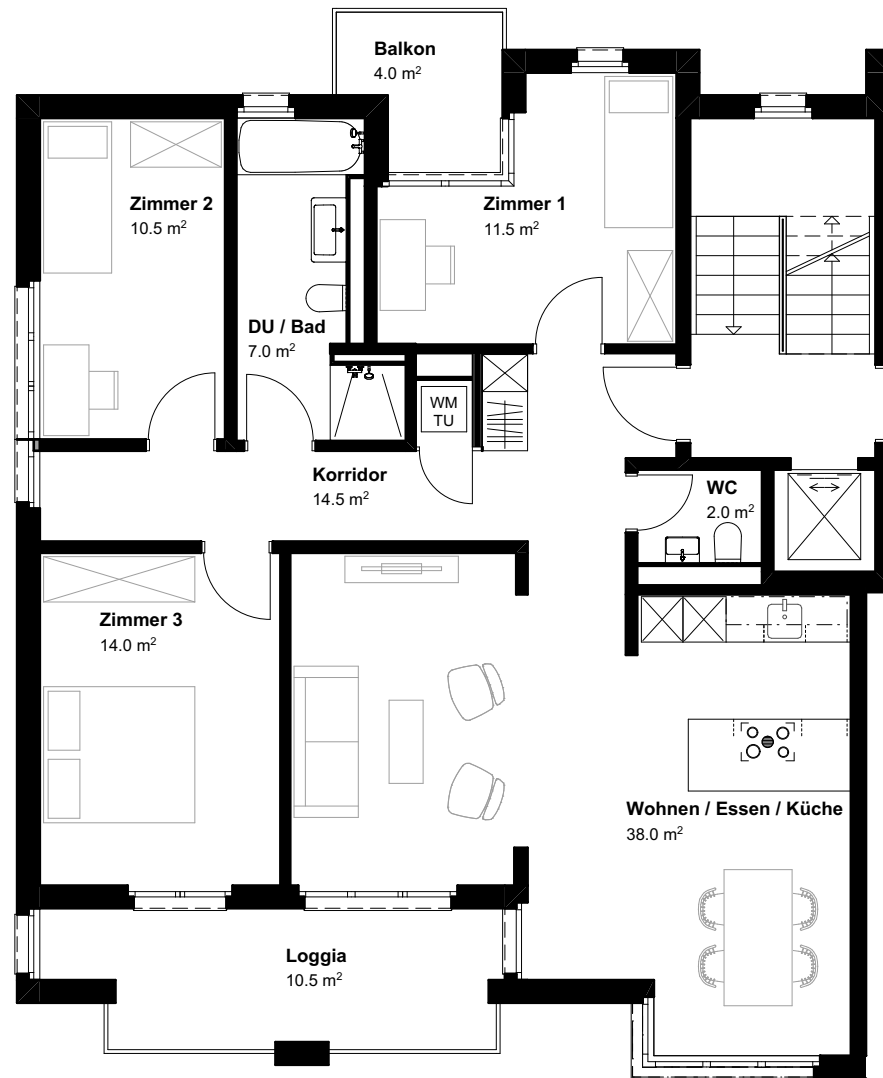 Balkon
4.0 m²
Zimmer 2
10.5 m²
Zimmer 1
11.5 m²
DU / Bad
7.0 m²
WM
TU
Korridor
14.5 m²
WC
2.0 m²
Zimmer 3
14.0 m²
Wohnen / Essen / Küche
38.0 m²
Loggia
10.5 m²